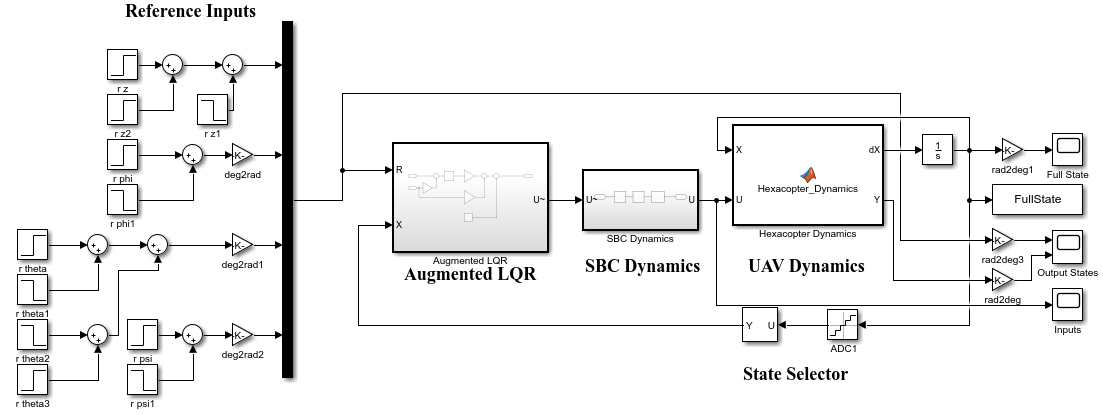 Reference Inputs
r z
r z2
r z1
r phi
K-
deg2rad
r phi1
r theta
K-
deg2rad1
r theta1
r theta2
r psi
K-
deg2rad2
r theta3
r psi1
R
X
U~
Augmented LQR
Augmented LQR
U~
U
SBC Dynamics
SBC Dynamics
X
U
dX
Y
Hexacopter_Dynamics
Hexacopter Dynamics
UAV Dynamics
1
s
K-
rad2deg1
Full State
FullState
K-
rad2deg3
Output States
K-
rad2deg
Inputs
Y U
ADC1
State Selector